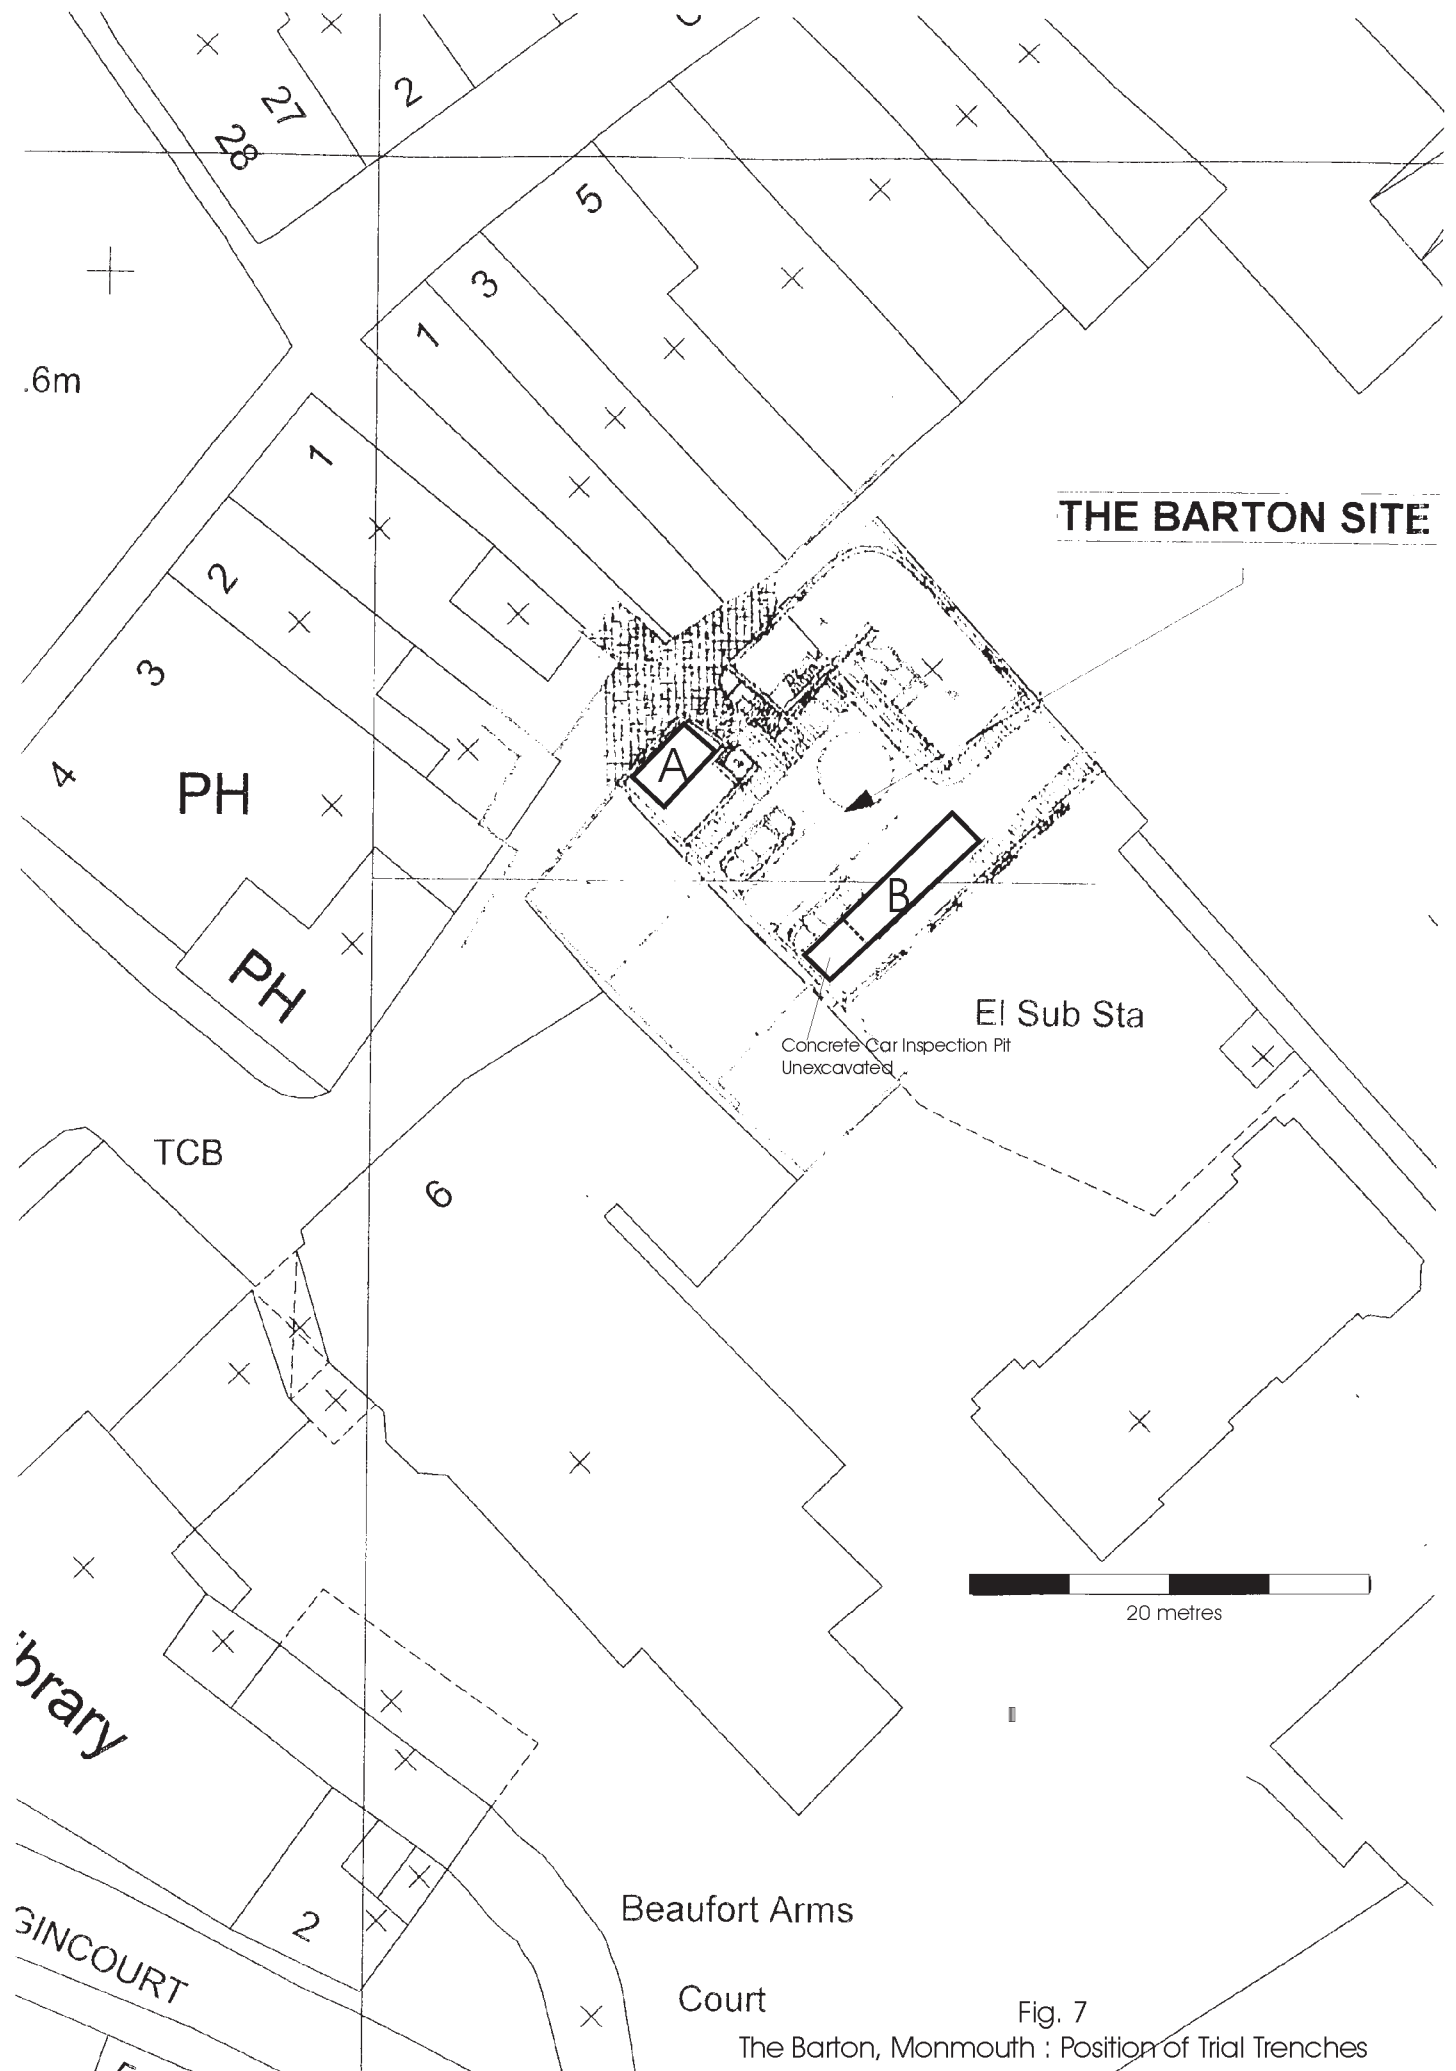 2
27
28
5
3
1
.6m
1
2
3
4
PH
PH
THE BARTON SITE
A
B
El Sub Sta
Concrete Car Inspection Pit
Unexcavated
TCB
6
20 metres
ibrary
2
GINCOURT
Beaufort Arms
Court
Fig. 7
The Barton, Monmouth : Position of Trial Trenches